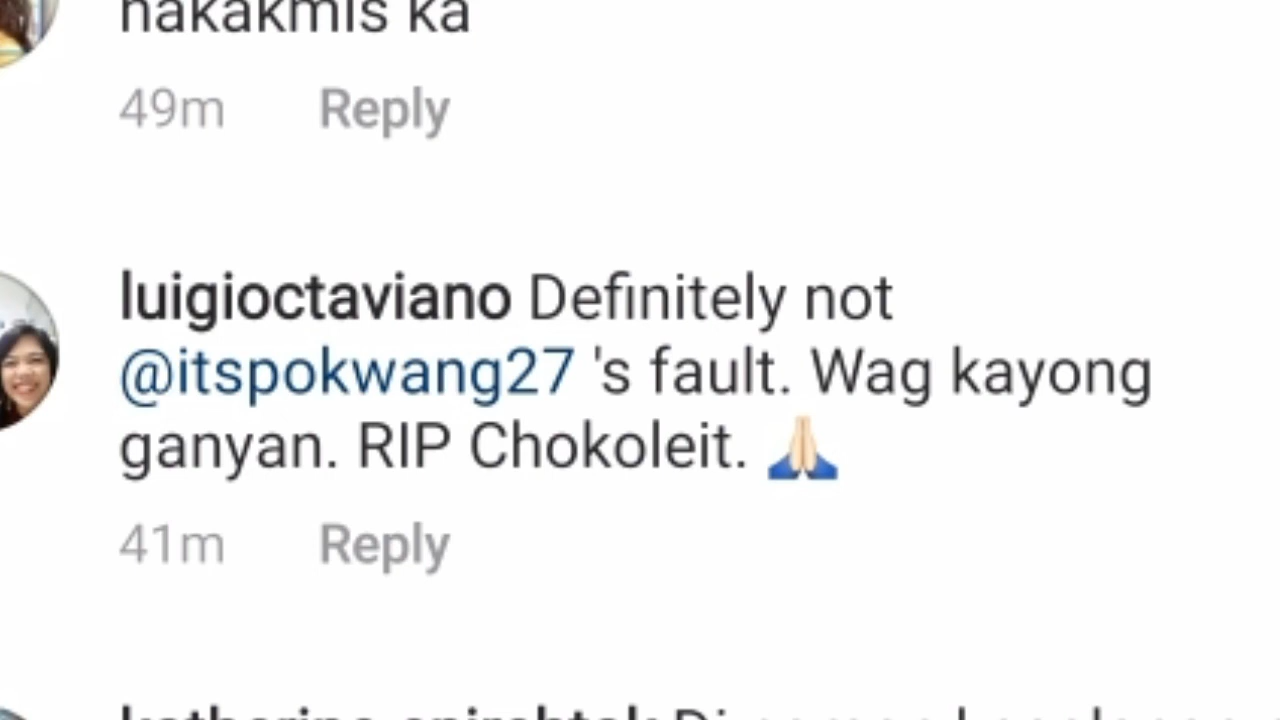 nakakmis ka
49m Reply
luigioctaviano Definitely not
@itspokwang27 's fault. Wag kayong
ganyan. RIP Chokoleit. 🙏🏻
41m Reply